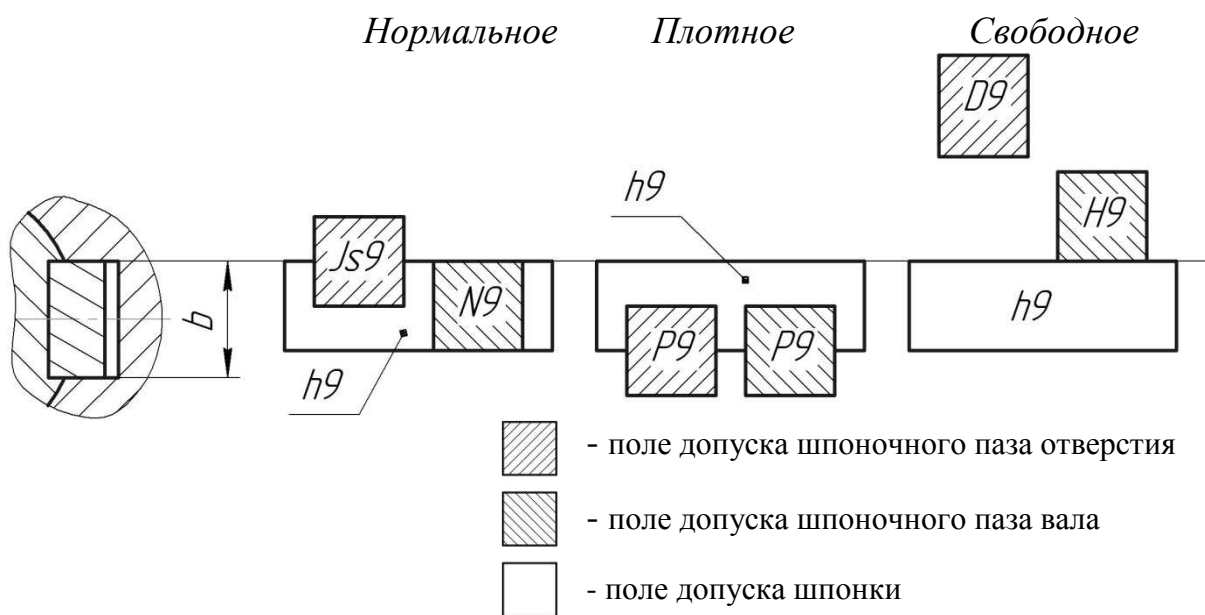 Нормальное Плотное Свободное
D9
h9
H9
Js9
N9
h9
b
P9 P9
h9
- поле допуска шпоночного паза отверстия
- поле допуска шпоночного паза вала
- поле допуска шпонки